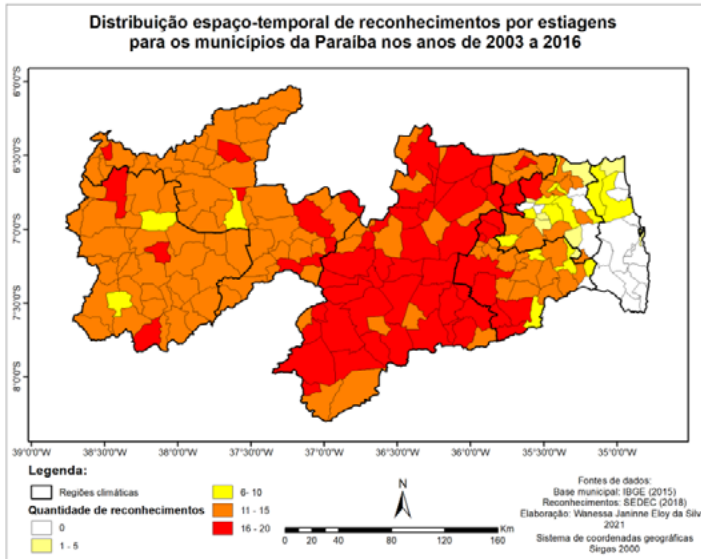 Distribuição espaço-temporal de reconhecimentos por estiagens
para os municípios da Paraíba nos anos de 2003 a 2016
6°0'0"S
6°30'0"S
7°0'0"S
7°30'0"S
8°0'0"S
39°0'0"W
38°30'0"W
38°0'0"W
37°30'0"W
37°0'0"W
36°30'0"W
36°0'0"W
35°30'0"W
35°0'0"W
Legenda:
Regiões climáticas
Quantidade de reconhecimentos
0
1 - 5
6- 10
11 - 15
16 - 20
N
0 20 40 80 120 160
Km
Fontes de dados:
Base municipal: IBGE (2015)
Reconhecimentos: SEDEC (2018)
Elaboração: Wanessa Janinne Eloy da Silva
2021
Sistema de coordenadas geográficas
Sirgas 2000